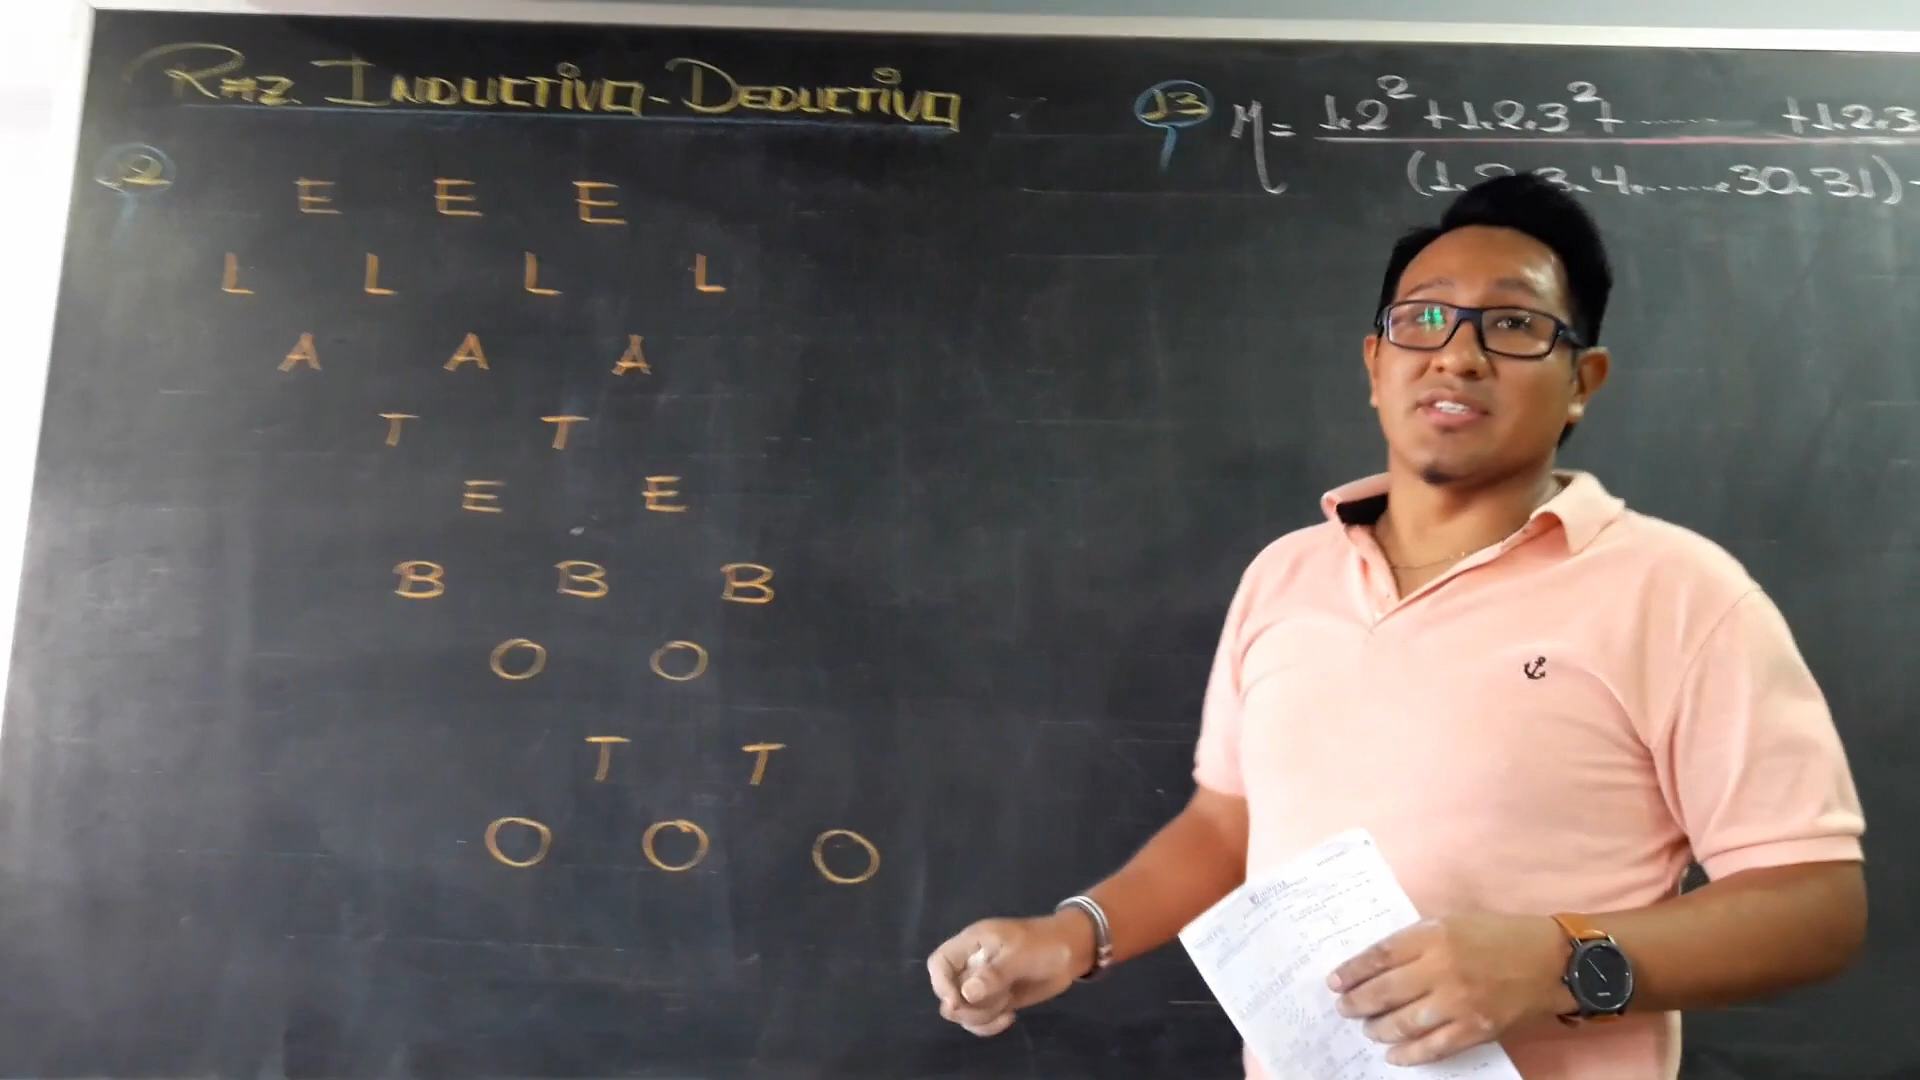 RAZ. INDUCTIVO-DEDUCTIVO
2
E E E
L L L L
A A A
T T
E E
B B B
O O
T T
O O O
13 M= 1.2² + 1.2.3² + ...... + 1.2.3
(1.2.3.4.......30.31) -